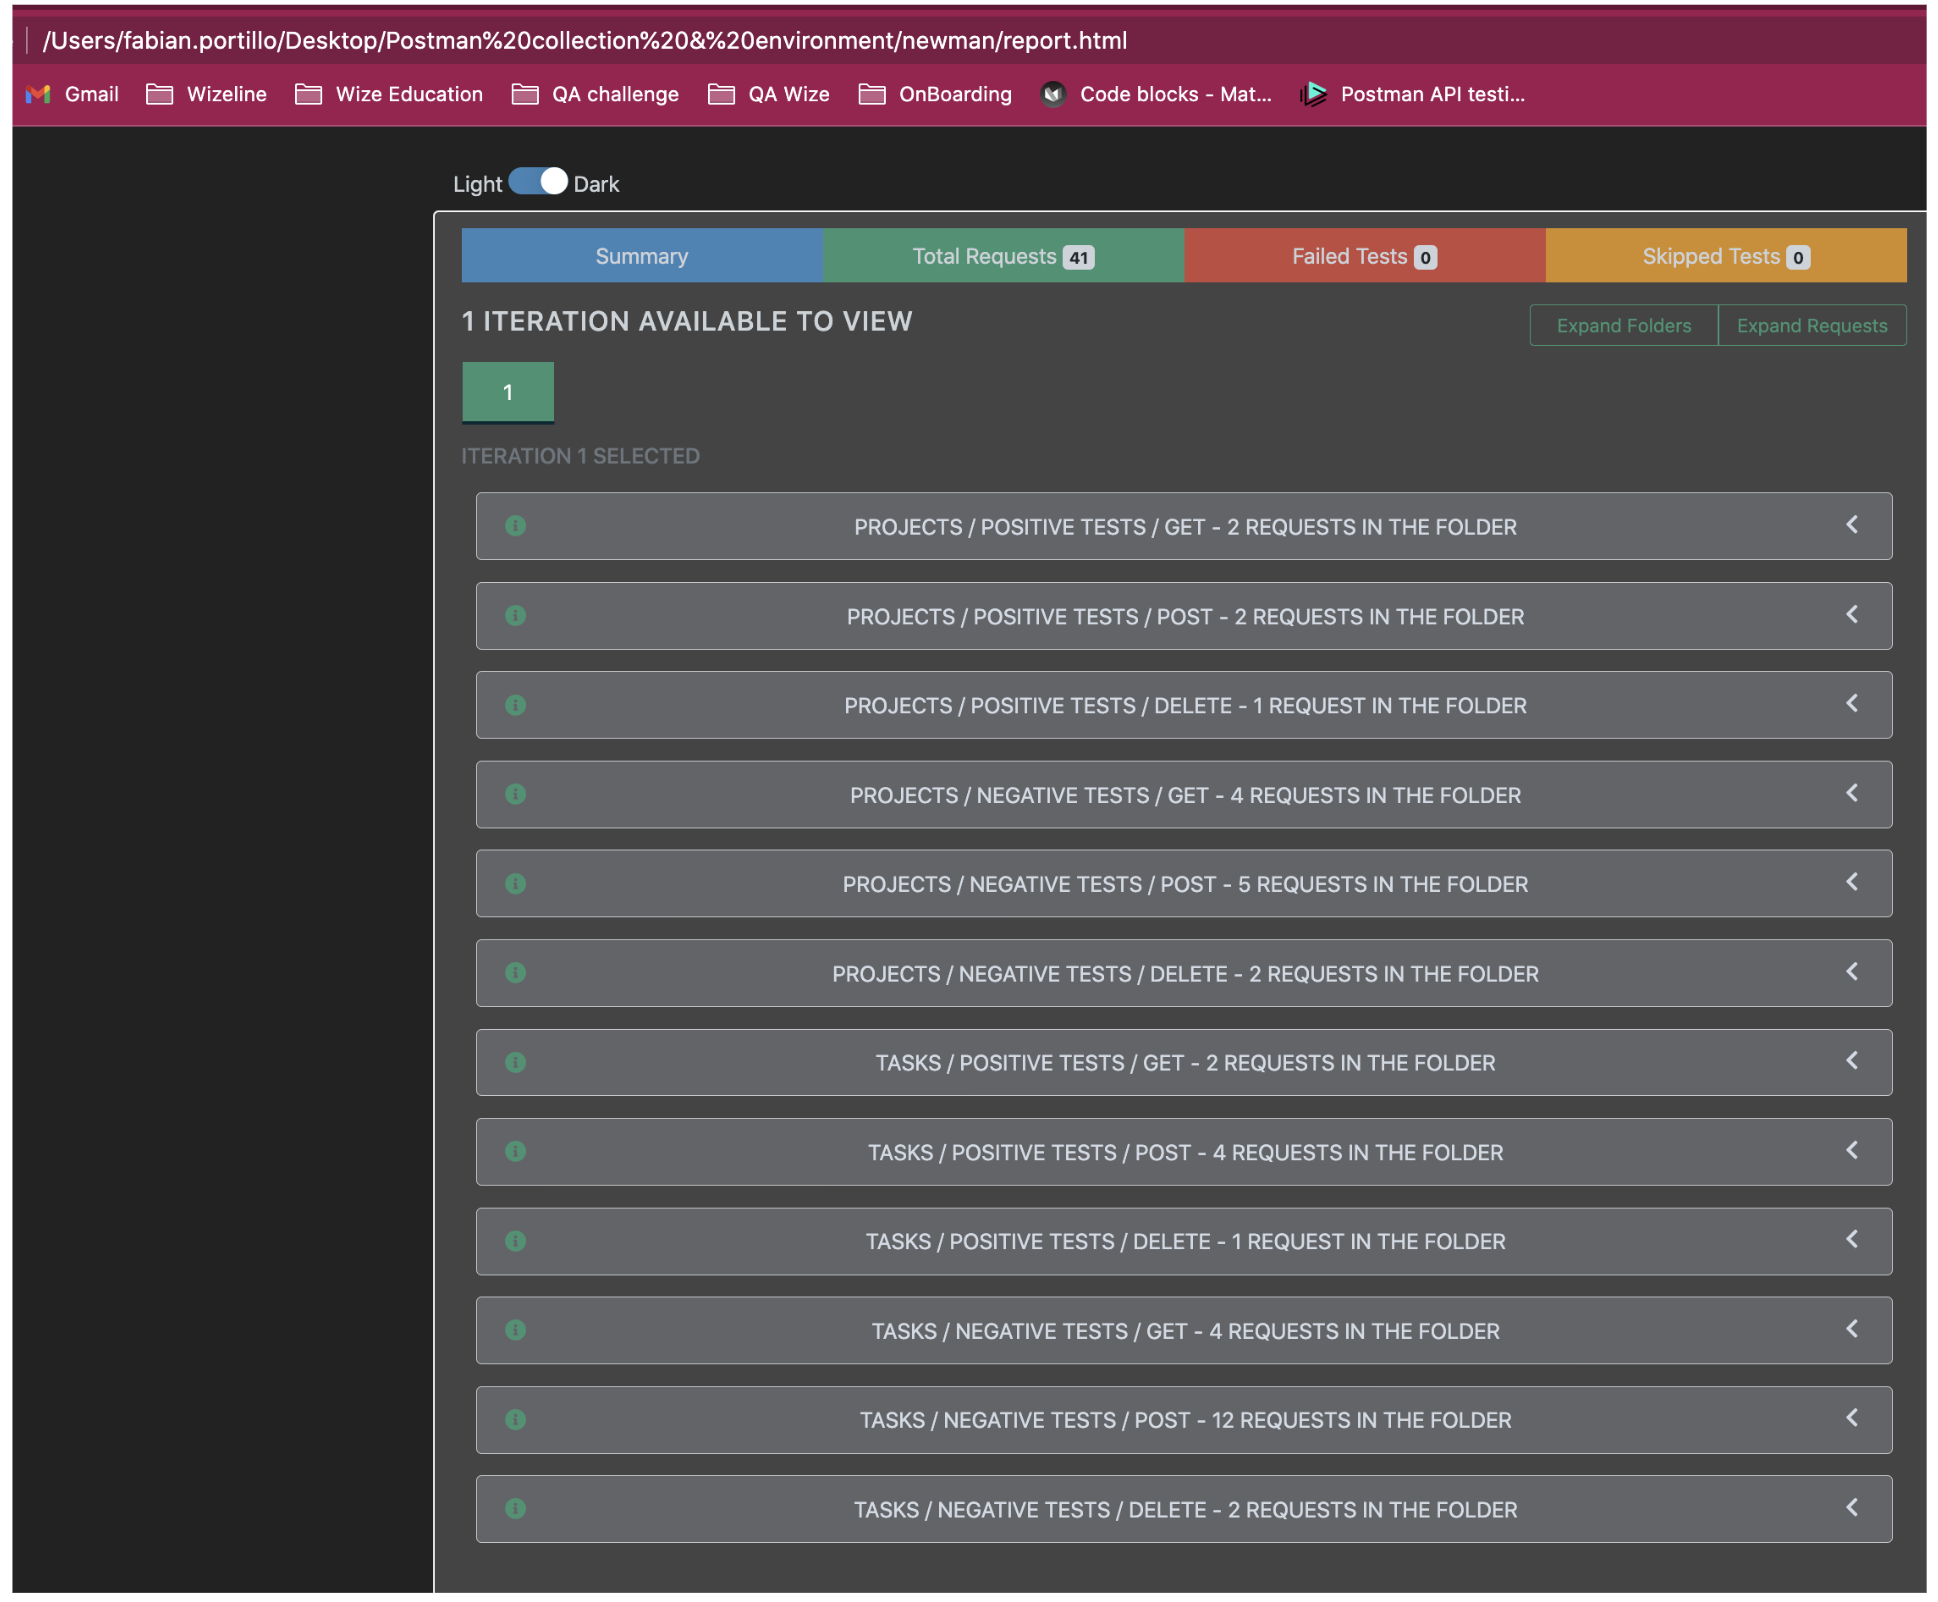 /Users/fabian.portillo/Desktop/Postman%20collection%20&%20environment/newman/report.html
Gmail Wizeline Wize Education QA challenge QA Wize OnBoarding Code blocks - Mat... Postman API testi...
Light Dark
Summary Total Requests 41 Failed Tests 0 Skipped Tests 0
1 ITERATION AVAILABLE TO VIEW
Expand Folders Expand Requests
1
ITERATION 1 SELECTED
PROJECTS / POSITIVE TESTS / GET - 2 REQUESTS IN THE FOLDER
PROJECTS / POSITIVE TESTS / POST - 2 REQUESTS IN THE FOLDER
PROJECTS / POSITIVE TESTS / DELETE - 1 REQUEST IN THE FOLDER
PROJECTS / NEGATIVE TESTS / GET - 4 REQUESTS IN THE FOLDER
PROJECTS / NEGATIVE TESTS / POST - 5 REQUESTS IN THE FOLDER
PROJECTS / NEGATIVE TESTS / DELETE - 2 REQUESTS IN THE FOLDER
TASKS / POSITIVE TESTS / GET - 2 REQUESTS IN THE FOLDER
TASKS / POSITIVE TESTS / POST - 4 REQUESTS IN THE FOLDER
TASKS / POSITIVE TESTS / DELETE - 1 REQUEST IN THE FOLDER
TASKS / NEGATIVE TESTS / GET - 4 REQUESTS IN THE FOLDER
TASKS / NEGATIVE TESTS / POST - 12 REQUESTS IN THE FOLDER
TASKS / NEGATIVE TESTS / DELETE - 2 REQUESTS IN THE FOLDER